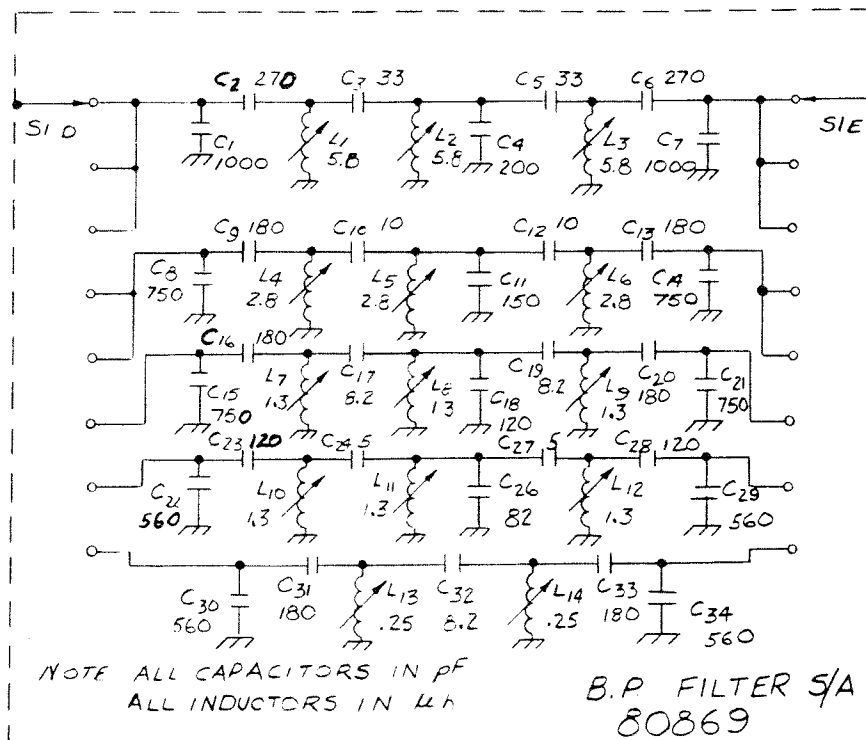 C2 270 C3 33 C5 33 C6 270
S1 D S1E
C1 1000 L1 5.8 L2 5.8 C4 200 L3 5.8 C7 1000
C9 180 C10 10 C12 10 C13 180
C8 750 L4 2.8 L5 2.8 C11 150 L6 2.8 750
C16 180 C17 8.2 C19 8.2 C20 180
C15 750 L7 1.3 L8 1.3 C18 120 L9 1.3 C21 750
C23 120 C24 5 C27 5 C28 120
560 L10 1.3 L11 1.3 C26 82 L12 1.3 C29 560
C30 560 C31 180 L13 .25 C32 8.2 L14 .25 C33 180 C34 560
NOTE ALL CAPACITORS IN pF
ALL INDUCTORS IN µh
B.P. FILTER S/A
80869